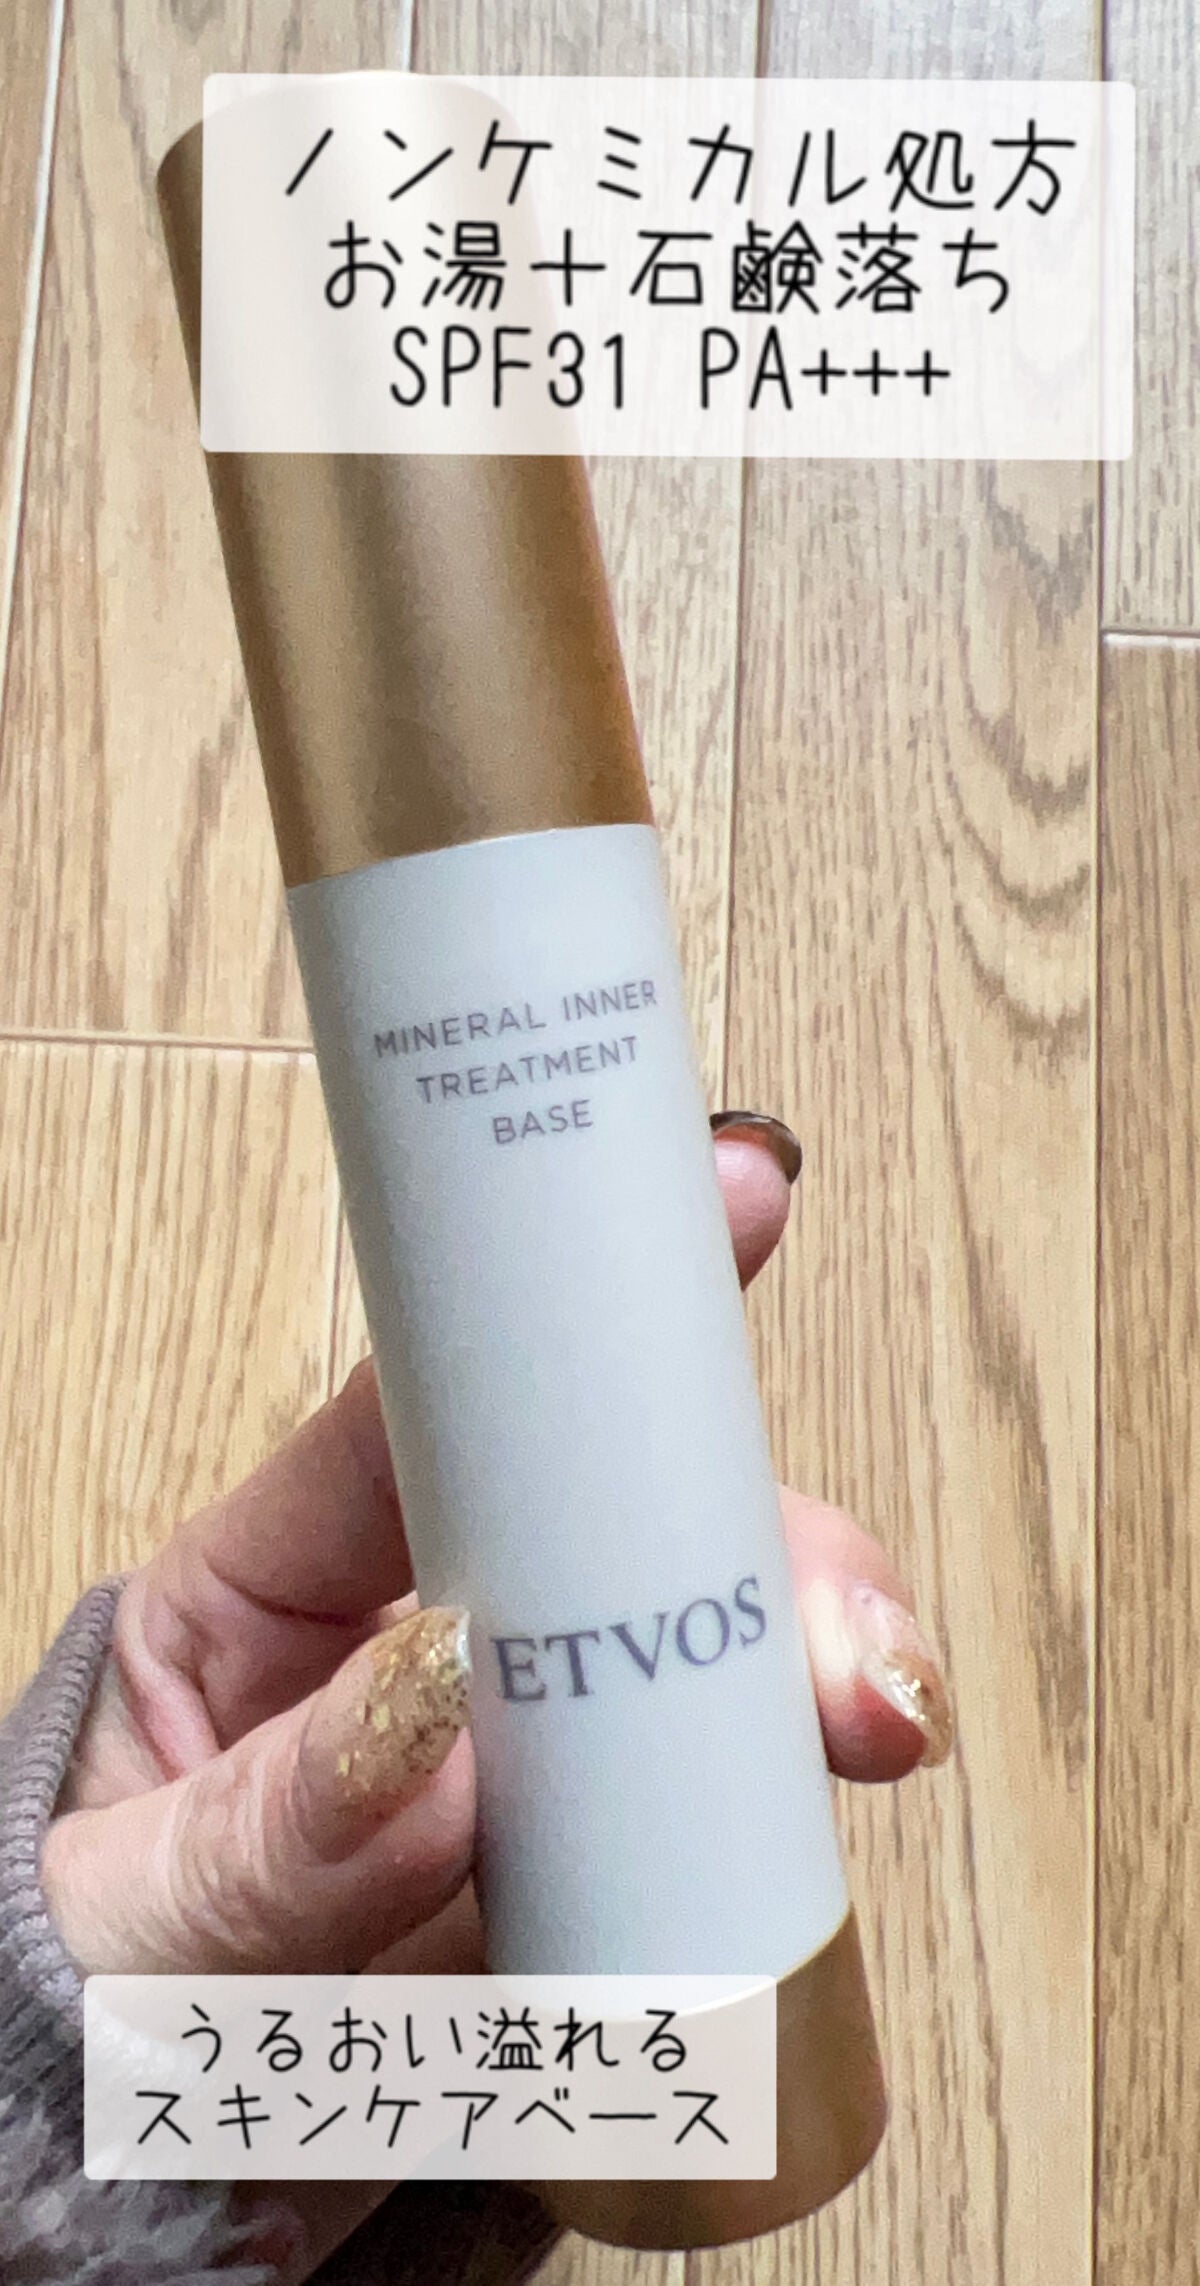 ノンケミカル処方
お湯＋石鹸落ち
SPF31 PA+++
MINERAL INNER
TREATMENT
BASE
ETVOS
うるおい溢れる
スキンケアベース